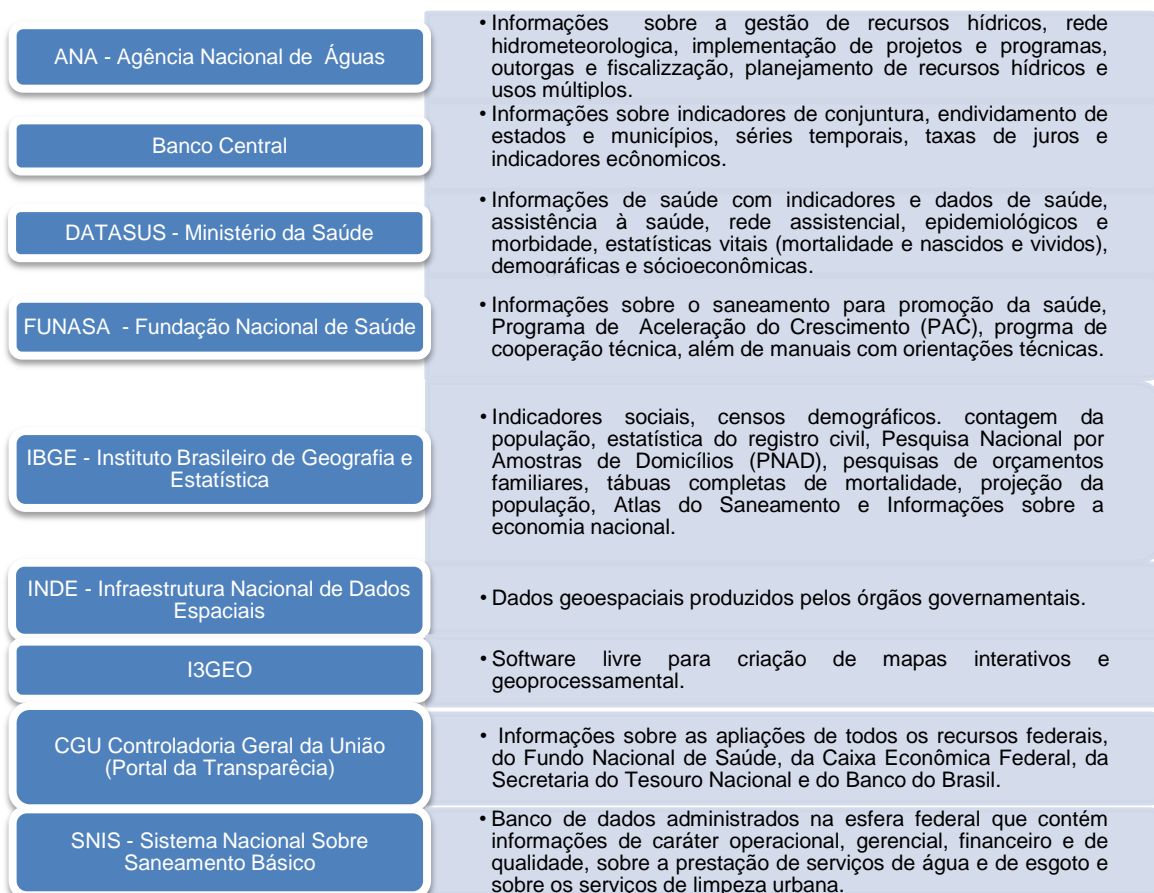 ANA - Agência Nacional de Águas
• Informações sobre a gestão de recursos hídricos, rede
hidrometeorologica, implementação de projetos e programas,
outorgas e fiscalizzação, planejamento de recursos hídricos e
usos múltiplos.
Banco Central
• Informações sobre indicadores de conjuntura, endividamento de
estados e municípios, séries temporais, taxas de juros e
indicadores ecônomicos.
DATASUS - Ministério da Saúde
• Informações de saúde com indicadores e dados de saúde,
assistência à saúde, rede assistencial, epidemiológicos e
morbidade, estatísticas vitais (mortalidade e nascidos e vividos),
demográficas e sócioeconômicas.
FUNASA - Fundação Nacional de Saúde
• Informações sobre o saneamento para promoção da saúde,
Programa de Aceleração do Crescimento (PAC), progrma de
cooperação técnica, além de manuais com orientações técnicas.
IBGE - Instituto Brasileiro de Geografia e
Estatística
• Indicadores sociais, censos demográficos. contagem da
população, estatística do registro civil, Pesquisa Nacional por
Amostras de Domicílios (PNAD), pesquisas de orçamentos
familiares, tábuas completas de mortalidade, projeção da
população, Atlas do Saneamento e Informações sobre a
economia nacional.
INDE - Infraestrutura Nacional de Dados
Espaciais
• Dados geoespaciais produzidos pelos órgãos governamentais.
I3GEO
• Software livre para criação de mapas interativos e
geoprocessamental.
CGU Controladoria Geral da União
(Portal da Transparêcia)
• Informações sobre as apliações de todos os recursos federais,
do Fundo Nacional de Saúde, da Caixa Econômica Federal, da
Secretaria do Tesouro Nacional e do Banco do Brasil.
SNIS - Sistema Nacional Sobre
Saneamento Básico
• Banco de dados administrados na esfera federal que contém
informações de caráter operacional, gerencial, financeiro e de
qualidade, sobre a prestação de serviços de água e de esgoto e
sobre os serviços de limpeza urbana.